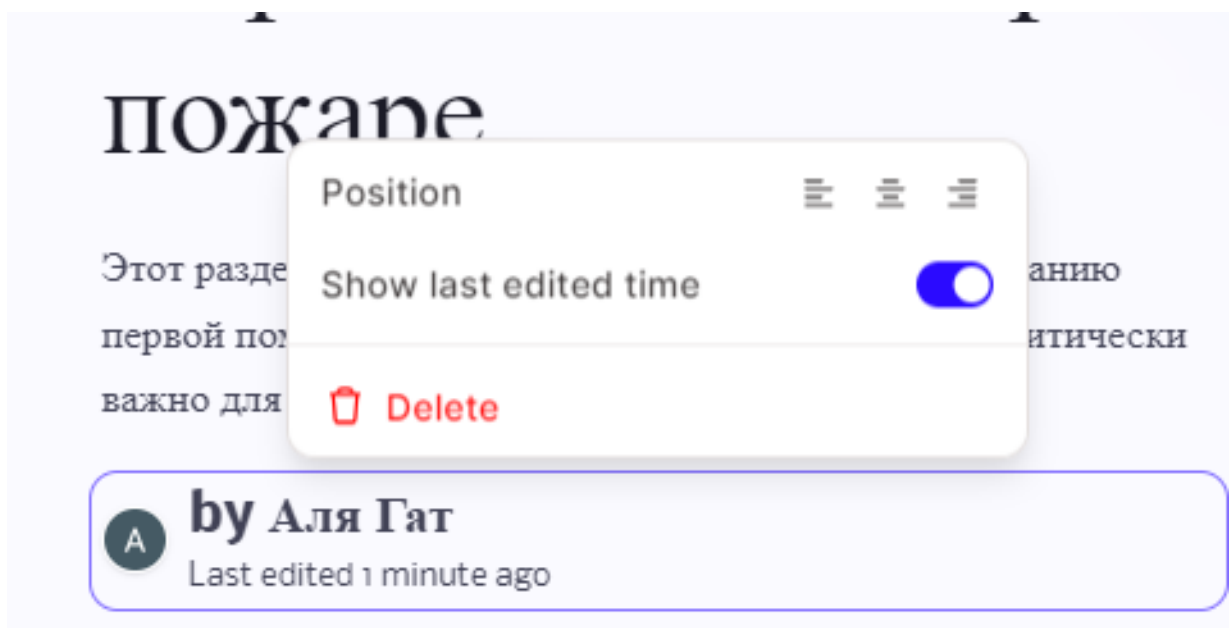 пожаре
Position
Show last edited time
Этот разде анию
первой по итически
важно для
Delete
by Аля Гат
A
Last edited 1 minute ago